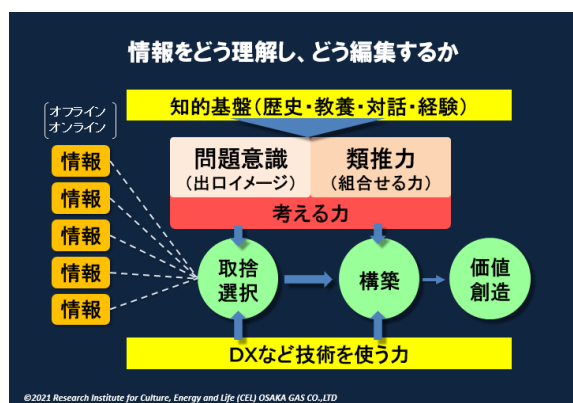 情報をどう理解し、どう編集するか
オフライン
オンライン
知的基盤(歴史・教養・対話・経験)
情報
情報
情報
情報
情報
問題意識
(出口イメージ)
類推力
(組合せる力)
考える力
取捨
選択
構築
価値
創造
DXなど技術を使う力
©2021 Research Institute for Culture, Energy and Life (CEL) OSAKA GAS CO.,LTD